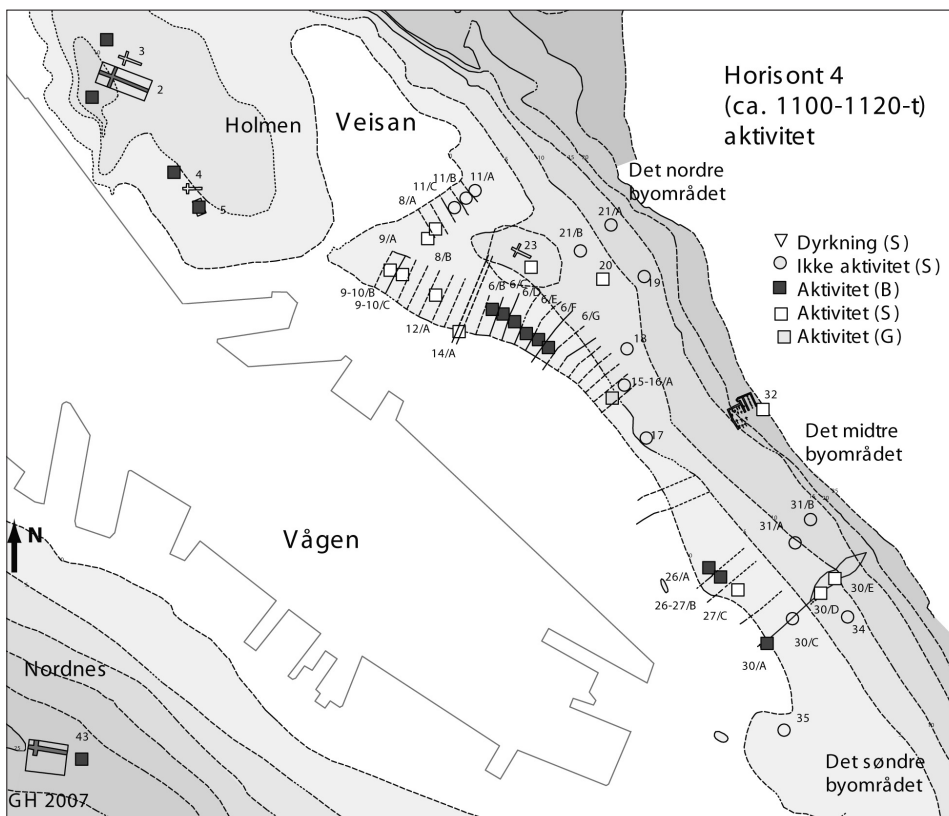 Horisont 4
(ca. 1100-1120-t)
aktivitet
3
2
Holmen
Veisan
4
5
Det nordre
byområdet
11/A
11/B
11/C
8/A
21/A
21/B
23
9/A
8/B
20
19
Dyrkning (S)
Ikke aktivitet (S)
Aktivitet (B)
Aktivitet (S)
Aktivitet (G)
9-10/B
9-10/C
6/B
6/C
6/D
6/E
6/F
6/G
12/A
14/A
18
15-16/A
32
17
Det midtre
byområdet
N
Vågen
31/B
31/A
26/A
26-27/B
27/C
30/E
30/D
30/C
34
30/A
Nordnes
43
35
Det søndre
byområdet
GH 2007